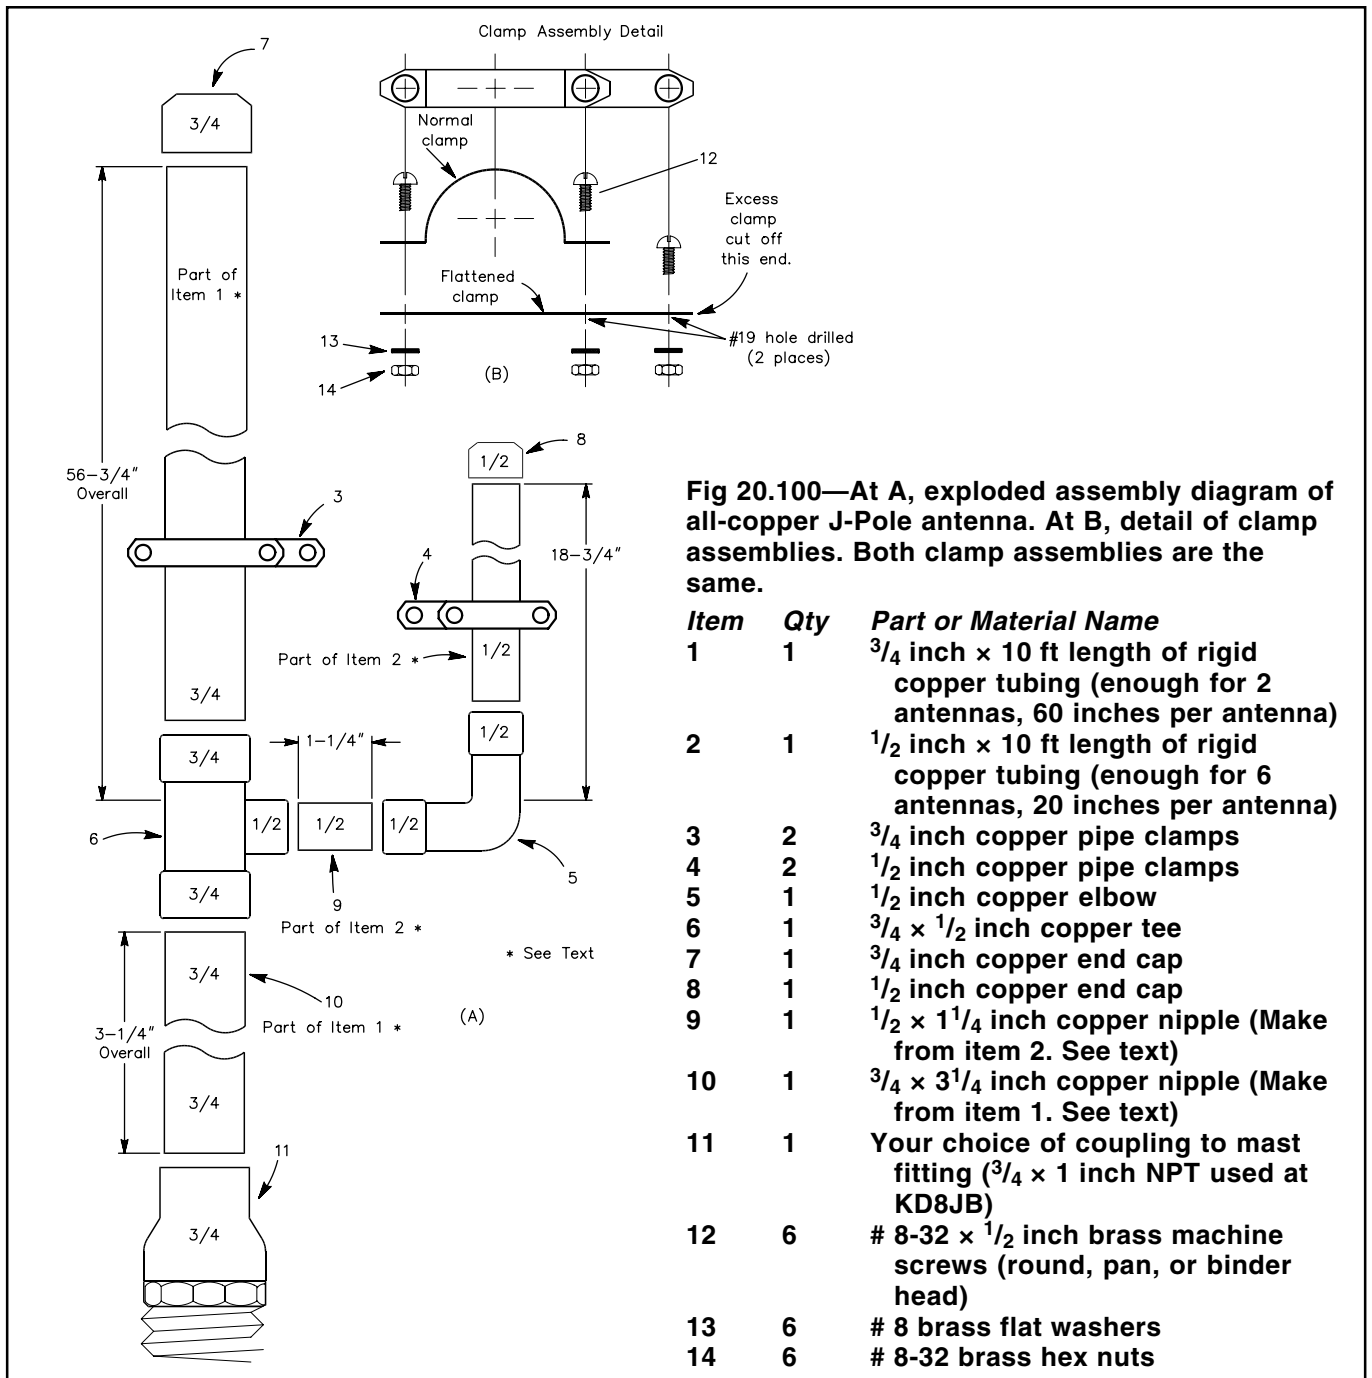 Clamp Assembly Detail
7
3/4
Normal
clamp
12
Excess
clamp
cut off
this end.
Part of
Item 1 *
Flattened
clamp
#19 hole drilled
(2 places)
13
14
(B)
56-3/4"
Overall
3
8
1/2
4
18-3/4"
Part of Item 2 *
1/2
3/4
1/2
3/4
1-1/4"
6
1/2
1/2
1/2
5
3/4
9
Part of Item 2 *
* See Text
3/4
10
Part of Item 1 *
(A)
3-1/4"
Overall
3/4
11
3/4
Fig 20.100—At A, exploded assembly diagram of
all-copper J-Pole antenna. At B, detail of clamp
assemblies. Both clamp assemblies are the
same.
Item Qty Part or Material Name
1 1 3/4 inch × 10 ft length of rigid
copper tubing (enough for 2
antennas, 60 inches per antenna)
2 1 1/2 inch × 10 ft length of rigid
copper tubing (enough for 6
antennas, 20 inches per antenna)
3 2 3/4 inch copper pipe clamps
4 2 1/2 inch copper pipe clamps
5 1 1/2 inch copper elbow
6 1 3/4 × 1/2 inch copper tee
7 1 3/4 inch copper end cap
8 1 1/2 inch copper end cap
9 1 1/2 × 1 1/4 inch copper nipple (Make
from item 2. See text)
10 1 3/4 × 3 1/4 inch copper nipple (Make
from item 1. See text)
11 1 Your choice of coupling to mast
fitting (3/4 × 1 inch NPT used at
KD8JB)
12 6 # 8-32 × 1/2 inch brass machine
screws (round, pan, or binder
head)
13 6 # 8 brass flat washers
14 6 # 8-32 brass hex nuts